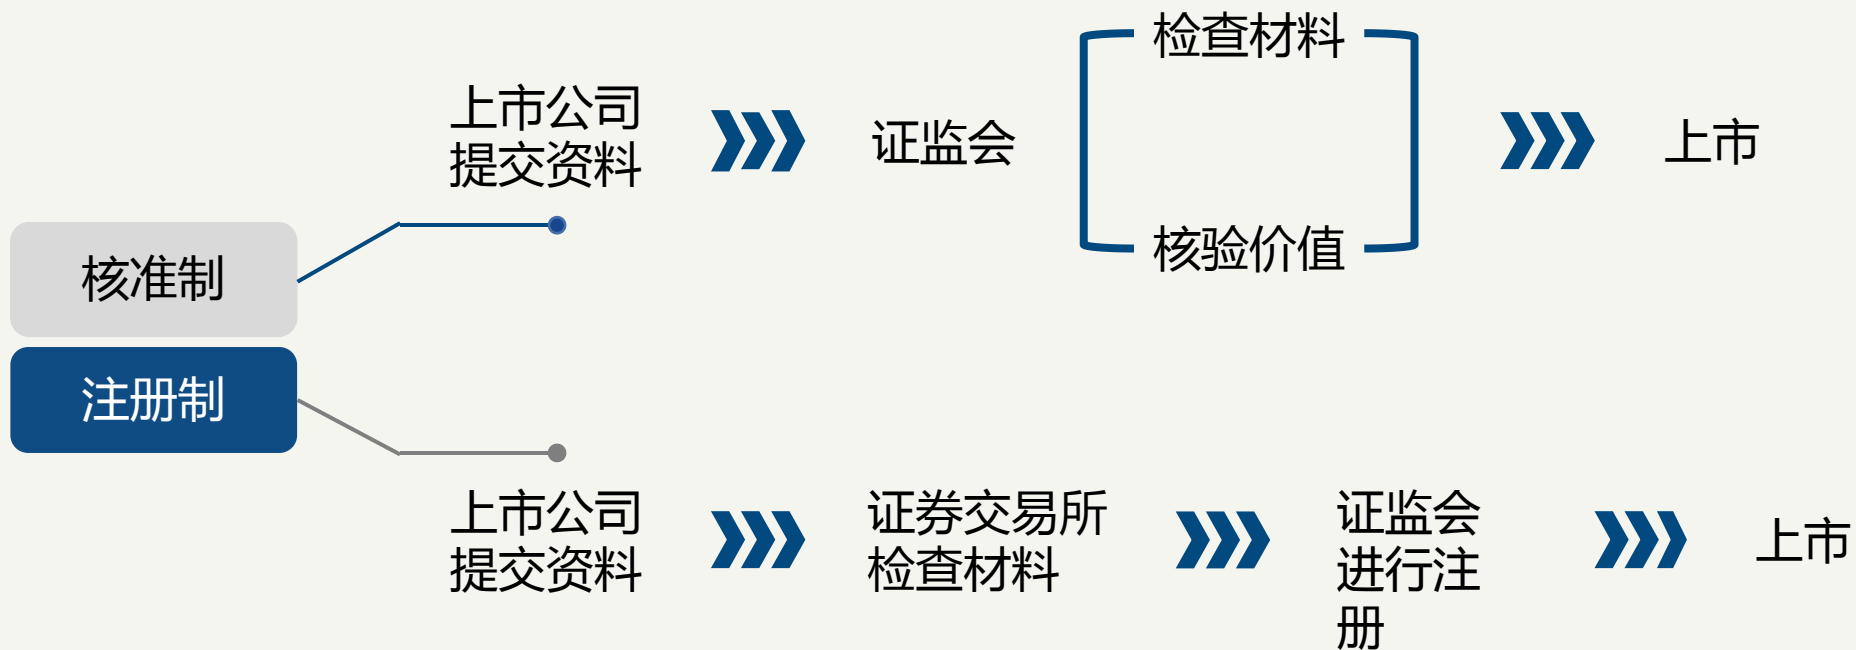 检查材料
上市公司
提交资料
证监会
上市
核验价值
核准制
注册制
上市公司
提交资料
证券交易所
检查材料
证监会
进行注
册
上市